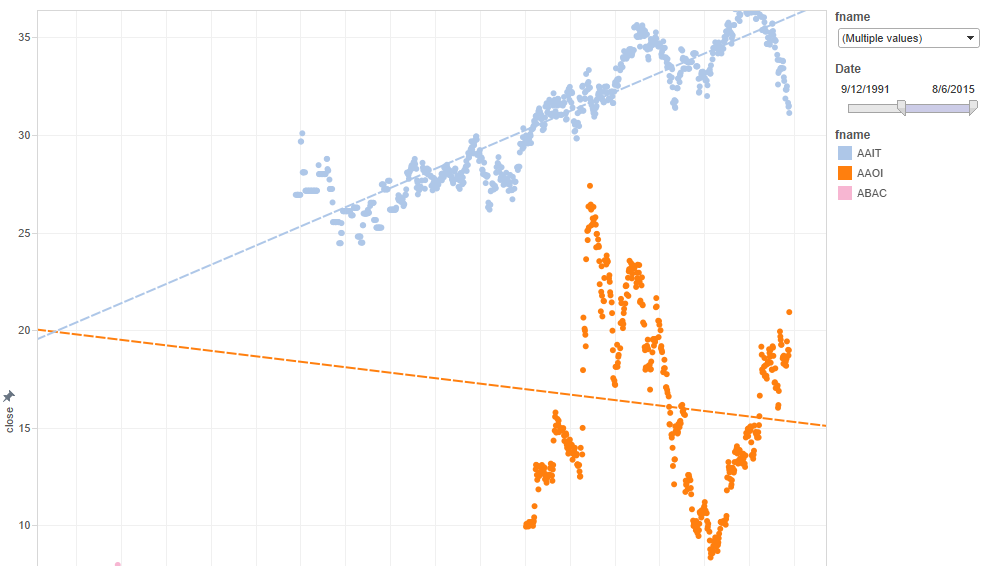 35
30
25
20
15
10
close
fname
(Multiple values)
Date
9/12/1991 8/6/2015
fname
AAIT
AAOI
ABAC